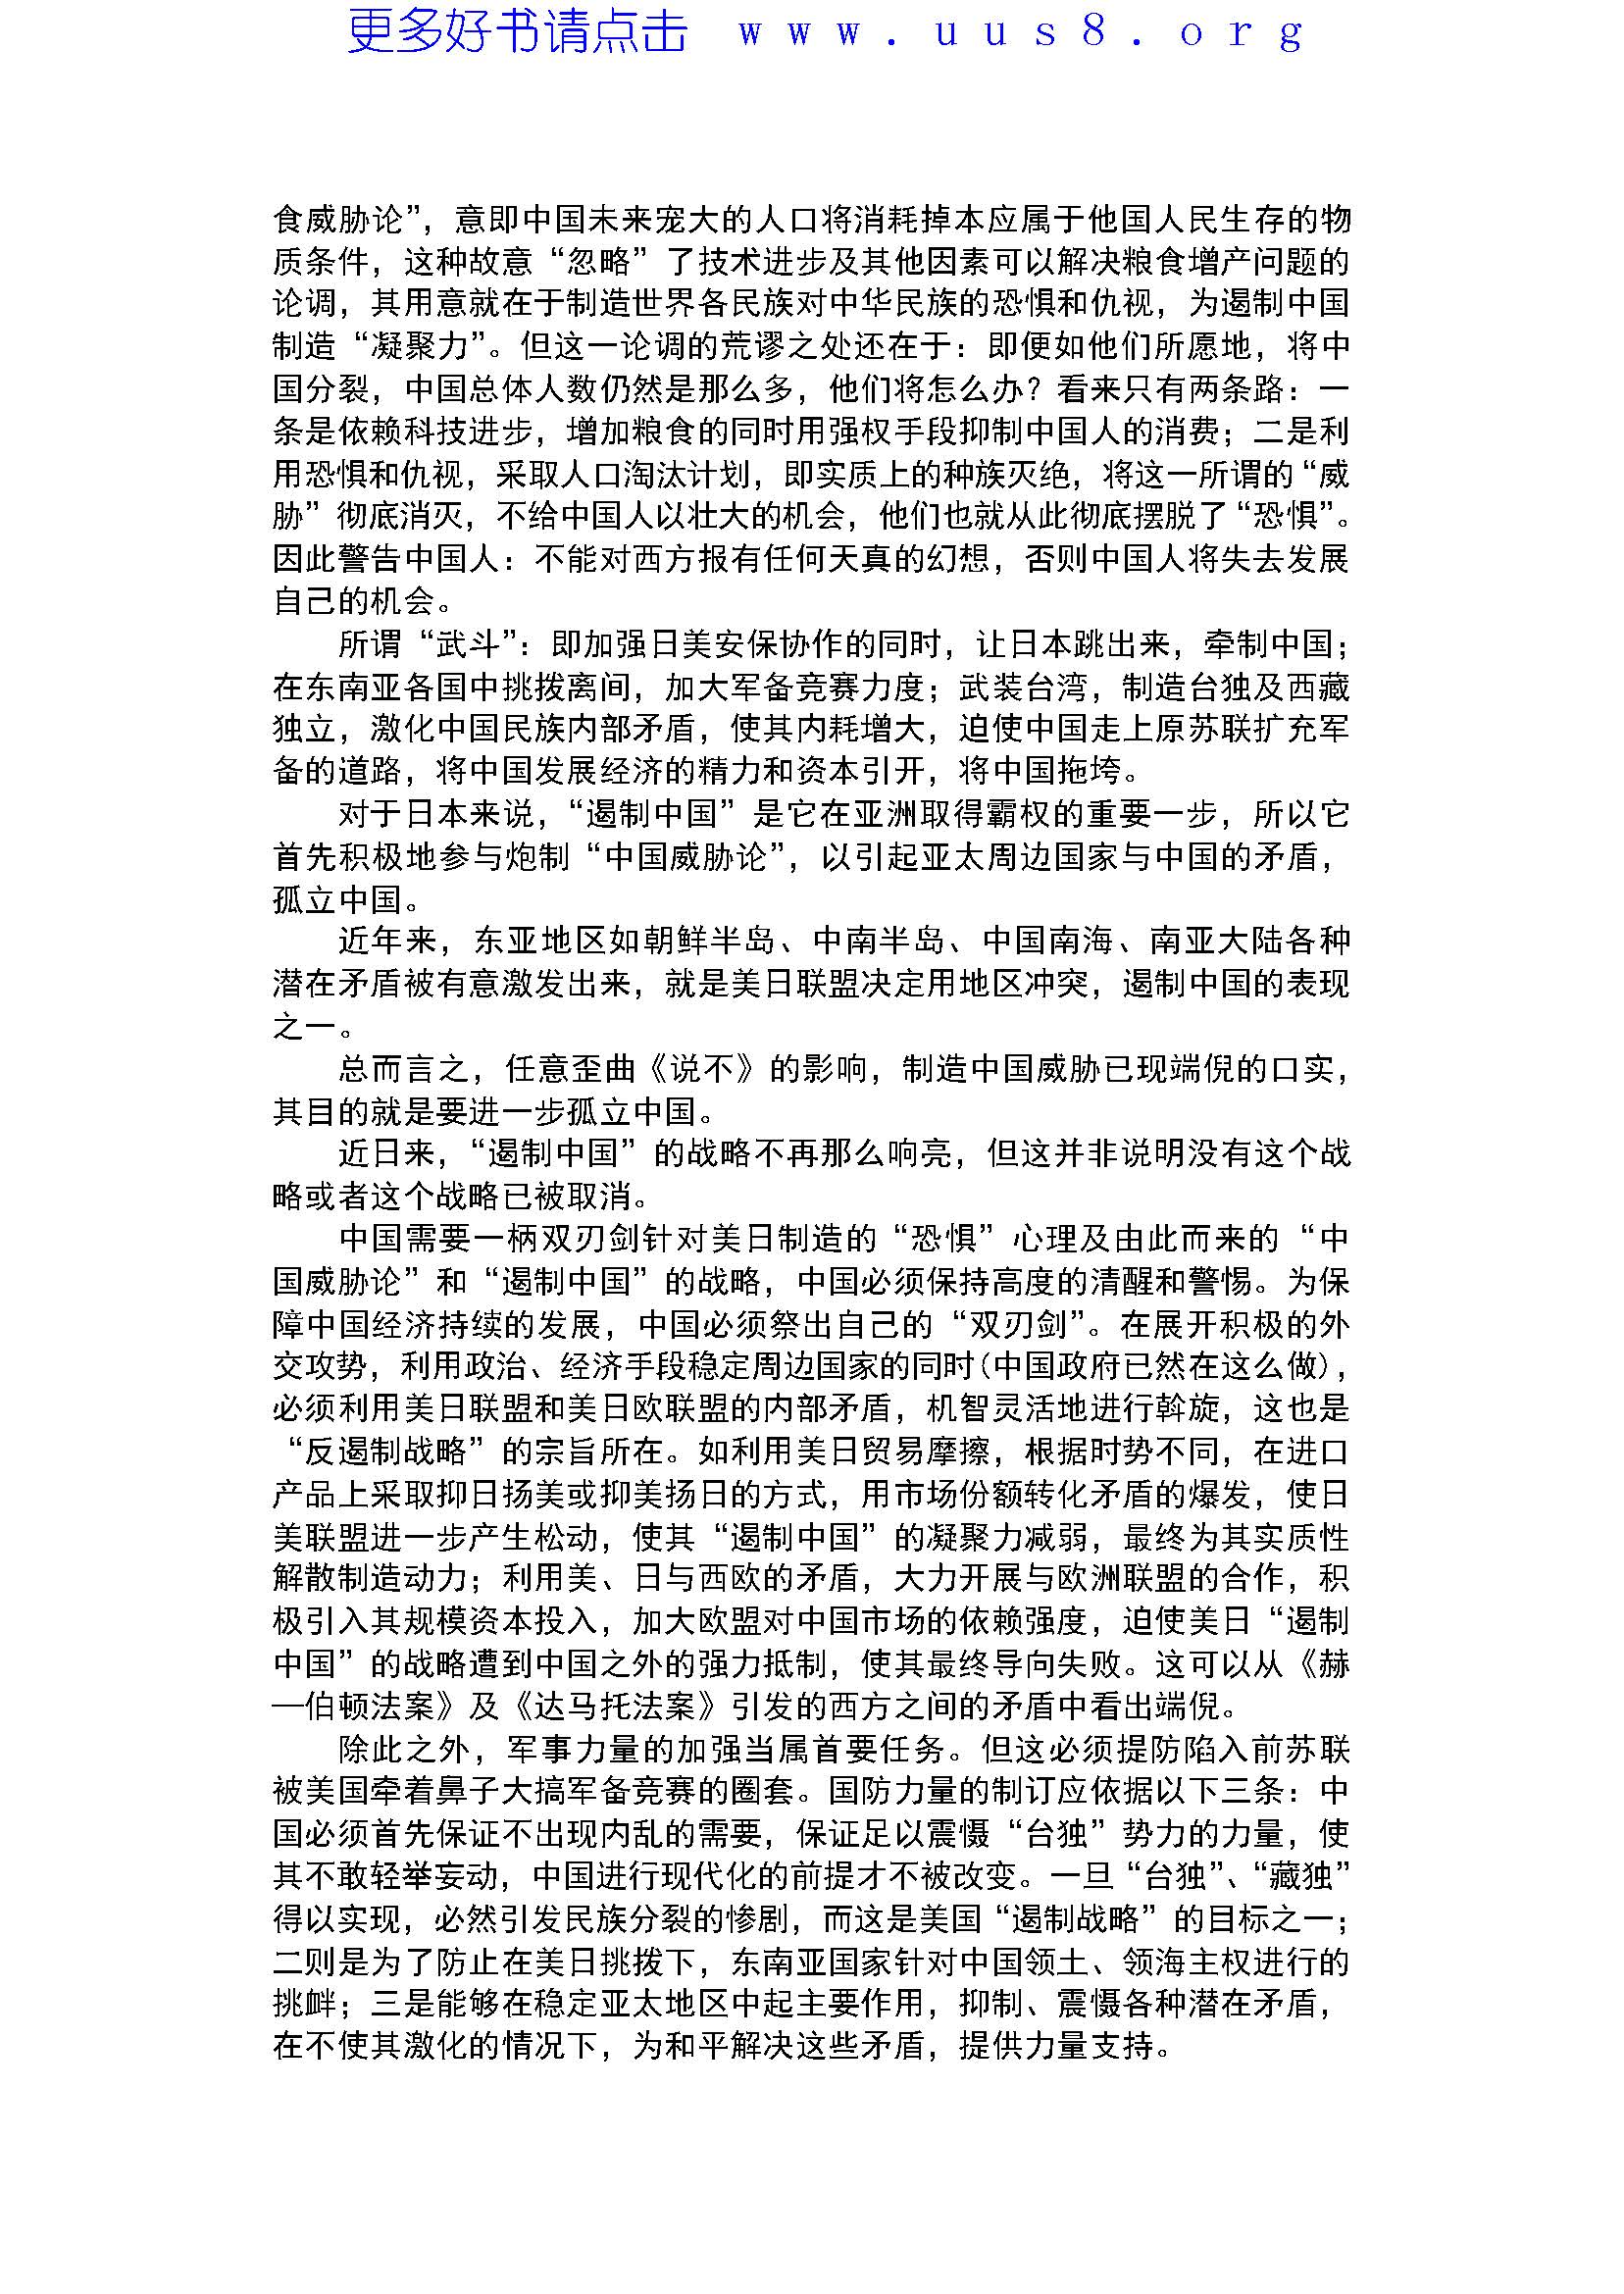 更多好书请点击 www.uus8.org
食威胁论”，意即中国未来宠大的人口将消耗掉本应属于他国人民生存的物
质条件，这种故意“忽略”了技术进步及其他因素可以解决粮食增产问题的
论调，其用意就在于制造世界各民族对中华民族的恐惧和仇视，为遏制中国
制造“凝聚力”。但这一论调的荒谬之处还在于：即便如他们所愿地，将中
国分裂，中国总体人数仍然是那么多，他们将怎么办？看来只有两条路：一
条是依赖科技进步，增加粮食的同时用强权手段抑制中国人的消费；二是利
用恐惧和仇视，采取人口淘汰计划，即实质上的种族灭绝，将这一所谓的“威
胁”彻底消灭，不给中国人以壮大的机会，他们也就从此彻底摆脱了“恐惧”。
因此警告中国人：不能对西方报有任何天真的幻想，否则中国人将失去发展
自己的机会。
所谓“武斗”：即加强日美安保协作的同时，让日本跳出来，牵制中国；
在东南亚各国中挑拨离间，加大军备竞赛力度；武装台湾，制造台独及西藏
独立，激化中国民族内部矛盾，使其内耗增大，迫使中国走上原苏联扩充军
备的道路，将中国发展经济的精力和资本引开，将中国拖垮。
对于日本来说，“遏制中国”是它在亚洲取得霸权的重要一步，所以它
首先积极地参与炮制“中国威胁论”，以引起亚太周边国家与中国的矛盾，
孤立中国。
近年来，东亚地区如朝鲜半岛、中南半岛、中国南海、南亚大陆各种
潜在矛盾被有意激发出来，就是美日联盟决定用地区冲突，遏制中国的表现
之一。
总而言之，任意歪曲《说不》的影响，制造中国威胁已现端倪的口实，
其目的就是要进一步孤立中国。
近日来，“遏制中国”的战略不再那么响亮，但这并非说明没有这个战
略或者这个战略已被取消。
中国需要一柄双刃剑针对美日制造的“恐惧”心理及由此而来的“中
国威胁论”和“遏制中国”的战略，中国必须保持高度的清醒和警惕。为保
障中国经济持续的发展，中国必须祭出自己的“双刃剑”。在展开积极的外
交攻势，利用政治、经济手段稳定周边国家的同时(中国政府已然在这么做)，
必须利用美日联盟和美日欧联盟的内部矛盾，机智灵活地进行斡旋，这也是
“反遏制战略”的宗旨所在。如利用美日贸易摩擦，根据时势不同，在进口
产品上采取抑日扬美或抑美扬日的方式，用市场份额转化矛盾的爆发，使日
美联盟进一步产生松动，使其“遏制中国”的凝聚力减弱，最终为其实质性
解散制造动力；利用美、日与西欧的矛盾，大力开展与欧洲联盟的合作，积
极引入其规模资本投入，加大欧盟对中国市场的依赖强度，迫使美日“遏制
中国”的战略遭到中国之外的强力抵制，使其最终导向失败。这可以从《赫
—伯顿法案》及《达马托法案》引发的西方之间的矛盾中看出端倪。
除此之外，军事力量的加强当属首要任务。但这必须提防陷入前苏联
被美国牵着鼻子大搞军备竞赛的圈套。国防力量的制订应依据以下三条：中
国必须首先保证不出现内乱的需要，保证足以震慑“台独”势力的力量，使
其不敢轻举妄动，中国进行现代化的前提才不被改变。一旦“台独”、“藏独”
得以实现，必然引发民族分裂的惨剧，而这是美国“遏制战略”的目标之一；
二则是为了防止在美日挑拨下，东南亚国家针对中国领土、领海主权进行的
挑衅；三是能够在稳定亚太地区中起主要作用，抑制、震慑各种潜在矛盾，
在不使其激化的情况下，为和平解决这些矛盾，提供力量支持。